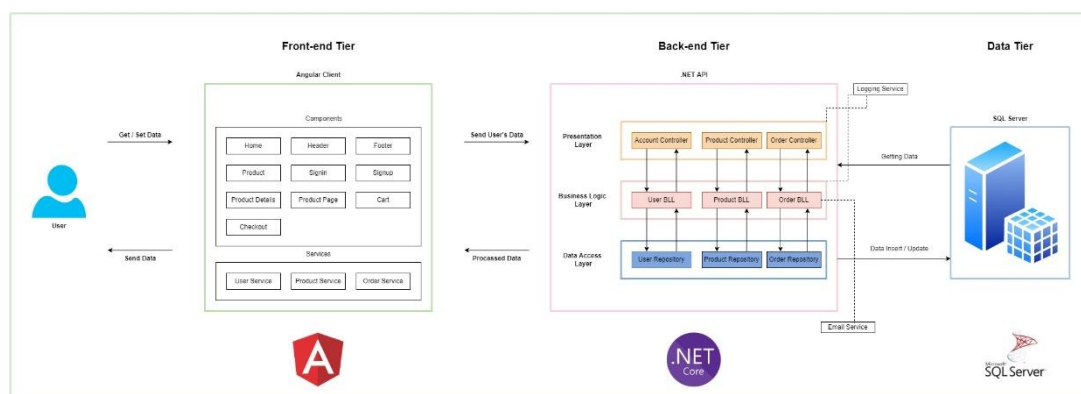 Front-end Tier
Back-end Tier
Data Tier
Angular Client
.NET API
Logging Service
Components
SQL Server
Get / Set Data
Send User's Data
Presentation
Layer
Account Controller
Product Controller
Order Controller
Home
Header
Footer
Product
Signin
Signup
Getting Data
Product Details
Product Page
Cart
Business Logic
Layer
User BLL
Product BLL
Order BLL
Checkout
User
Send Data
Services
Processed Data
Data Access
Layer
User Repository
Product Repository
Order Repository
Data Insert / Update
User Service
Product Service
Order Service
Email Service
A
.NET
Core
Microsoft
SQL Server